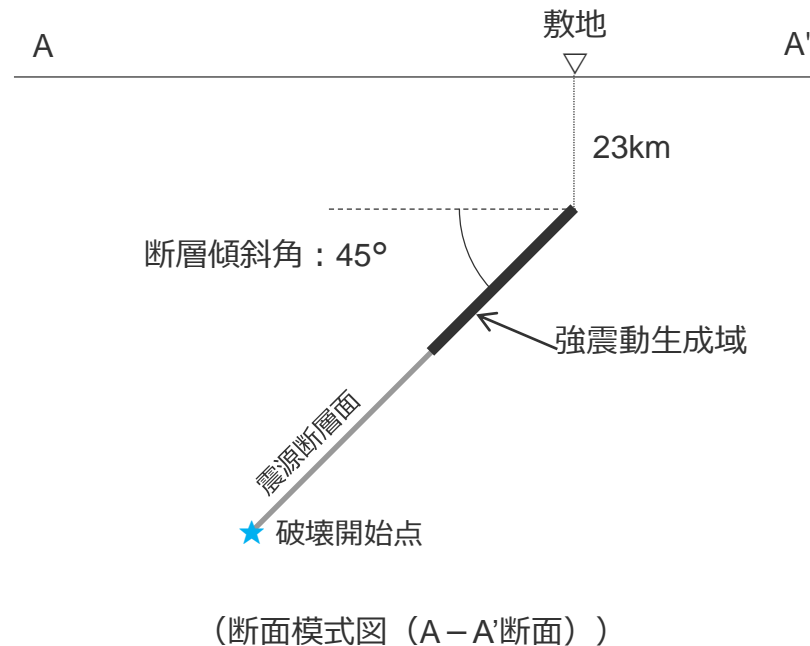 敷地
A
A'
23km
断層傾斜角：45°
強震動生成域
震源断層面
破壊開始点
（断面模式図（A－A’断面））